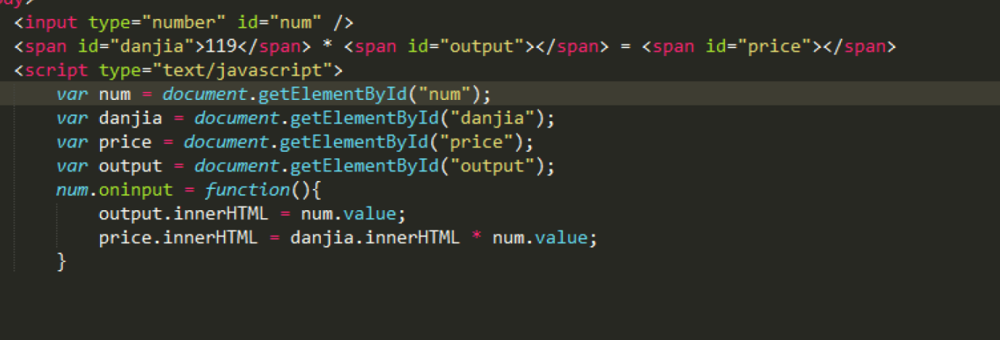 ody>
<input type="number" id="num" />
<span id="danjia">119</span> * <span id="output"></span> = <span id="price"></span>
<script type="text/javascript">
var num = document.getElementById("num");
var danjia = document.getElementById("danjia");
var price = document.getElementById("price");
var output = document.getElementById("output");
num.oninput = function(){
output.innerHTML = num.value;
price.innerHTML = danjia.innerHTML * num.value;
}